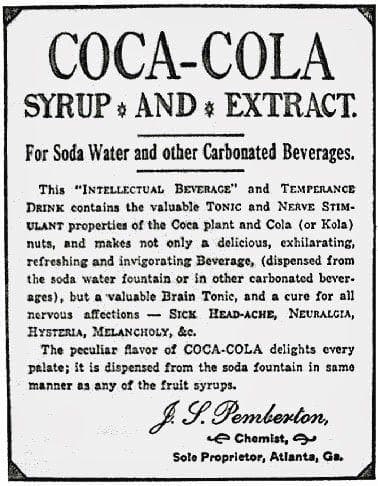 COCA-COLA
SYRUP * AND * EXTRACT.
For Soda Water and other Carbonated Beverages.
This "INTELLECTUAL BEVERAGE" and TEMPERANCE
DRINK contains the valuable TONIC and NERVE STIM-
ULANT properties of the Coca plant and Cola (or Kola)
nuts, and makes not only a delicious, exhilarating,
refreshing and invigorating Beverage, (dispensed from
the soda water fountain or in other carbonated bever-
ages), but a valuable Brain Tonic, and a cure for all
nervous affections — SICK HEAD-ACHE, NEURALGIA,
HYSTERIA, MELANCHOLY, &c.
The peculiar flavor of COCA-COLA delights every
palate; it is dispensed from the soda fountain in same
manner as any of the fruit syrups.
J. S. Pemberton,
Chemist,
Sole Proprietor, Atlanta, Ga.